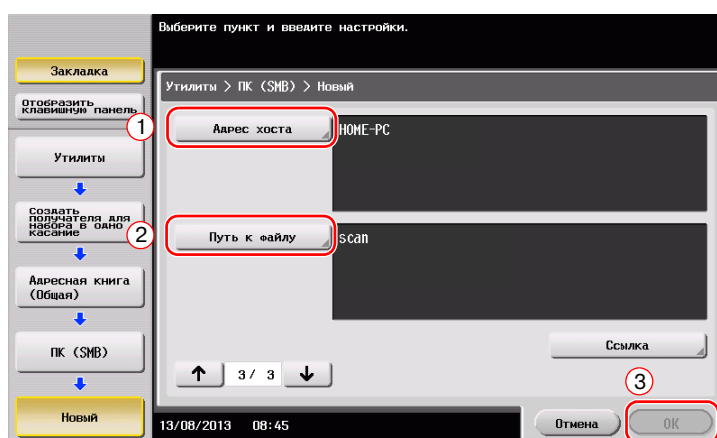 Выберите пункт и введите настройки.
Закладка
Отобразить
клавишную панель
Утилиты
Создать
получателя для
набора в одно
касание
Адресная книга
(Общая)
ПК (SMB)
Новый
Утилиты > ПК (SMB) > Новый
1
Адрес хоста
HOME-PC
2
Путь к файлу
scan
Ссылка
↑ 3/ 3 ↓
3
13/08/2013 08:45
Отмена
OK